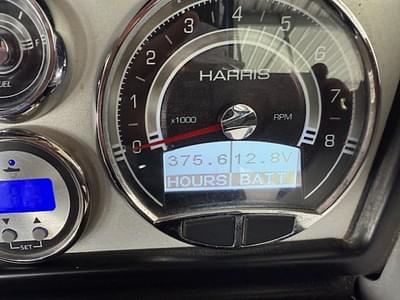 F
FUEL
0
1
2
3
4
5
6
7
8
HARRIS
x1000
RPM
375.6 12.8V
HOURS BATT
SET